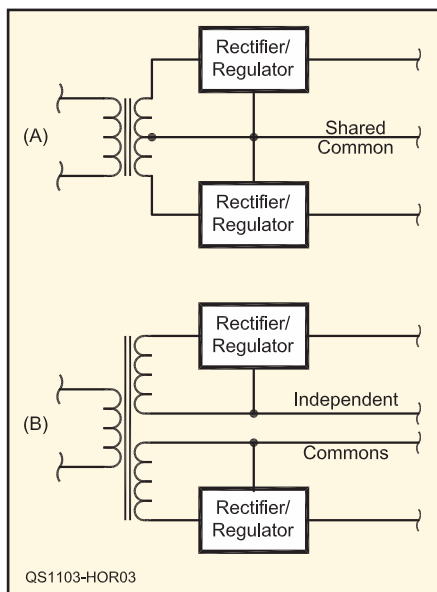 Rectifier/
Regulator
(A)
Shared
Common
Rectifier/
Regulator
Rectifier/
Regulator
Independent
(B)
Commons
Rectifier/
Regulator
QS1103-HOR03